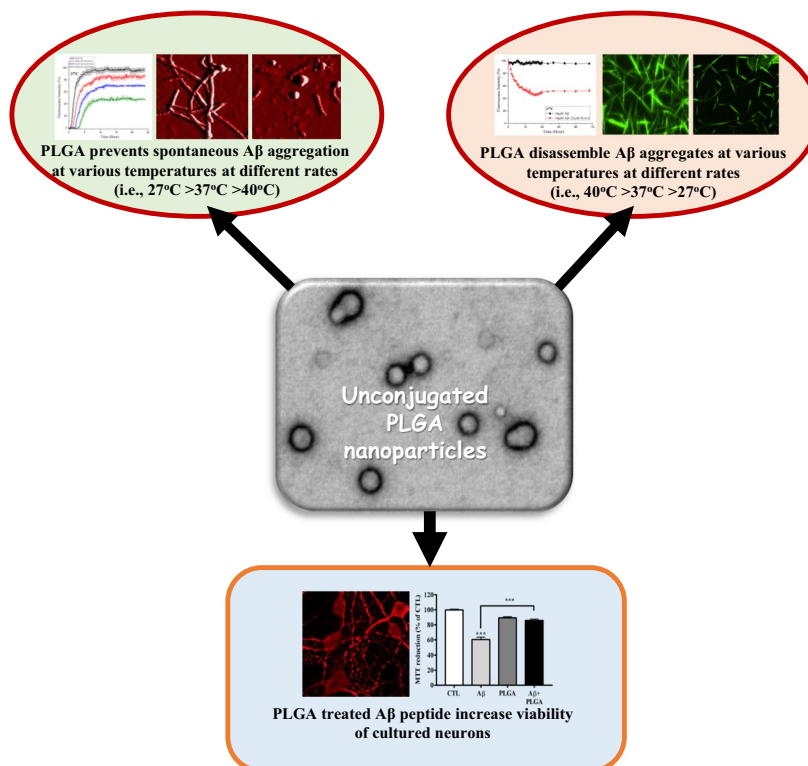 PLGA prevents spontaneous Aβ aggregation
at various temperatures at different rates
(i.e., 27°C >37°C >40°C)
PLGA disassemble Aβ aggregates at various
temperatures at different rates
(i.e., 40°C >37°C >27°C)
Unconjugated
PLGA
nanoparticles
MTT reduction (% of CTL)
120
100
80
60
40
20
0
***
***
CTL Aβ PLGA Aβ+
PLGA
PLGA treated Aβ peptide increase viability
of cultured neurons